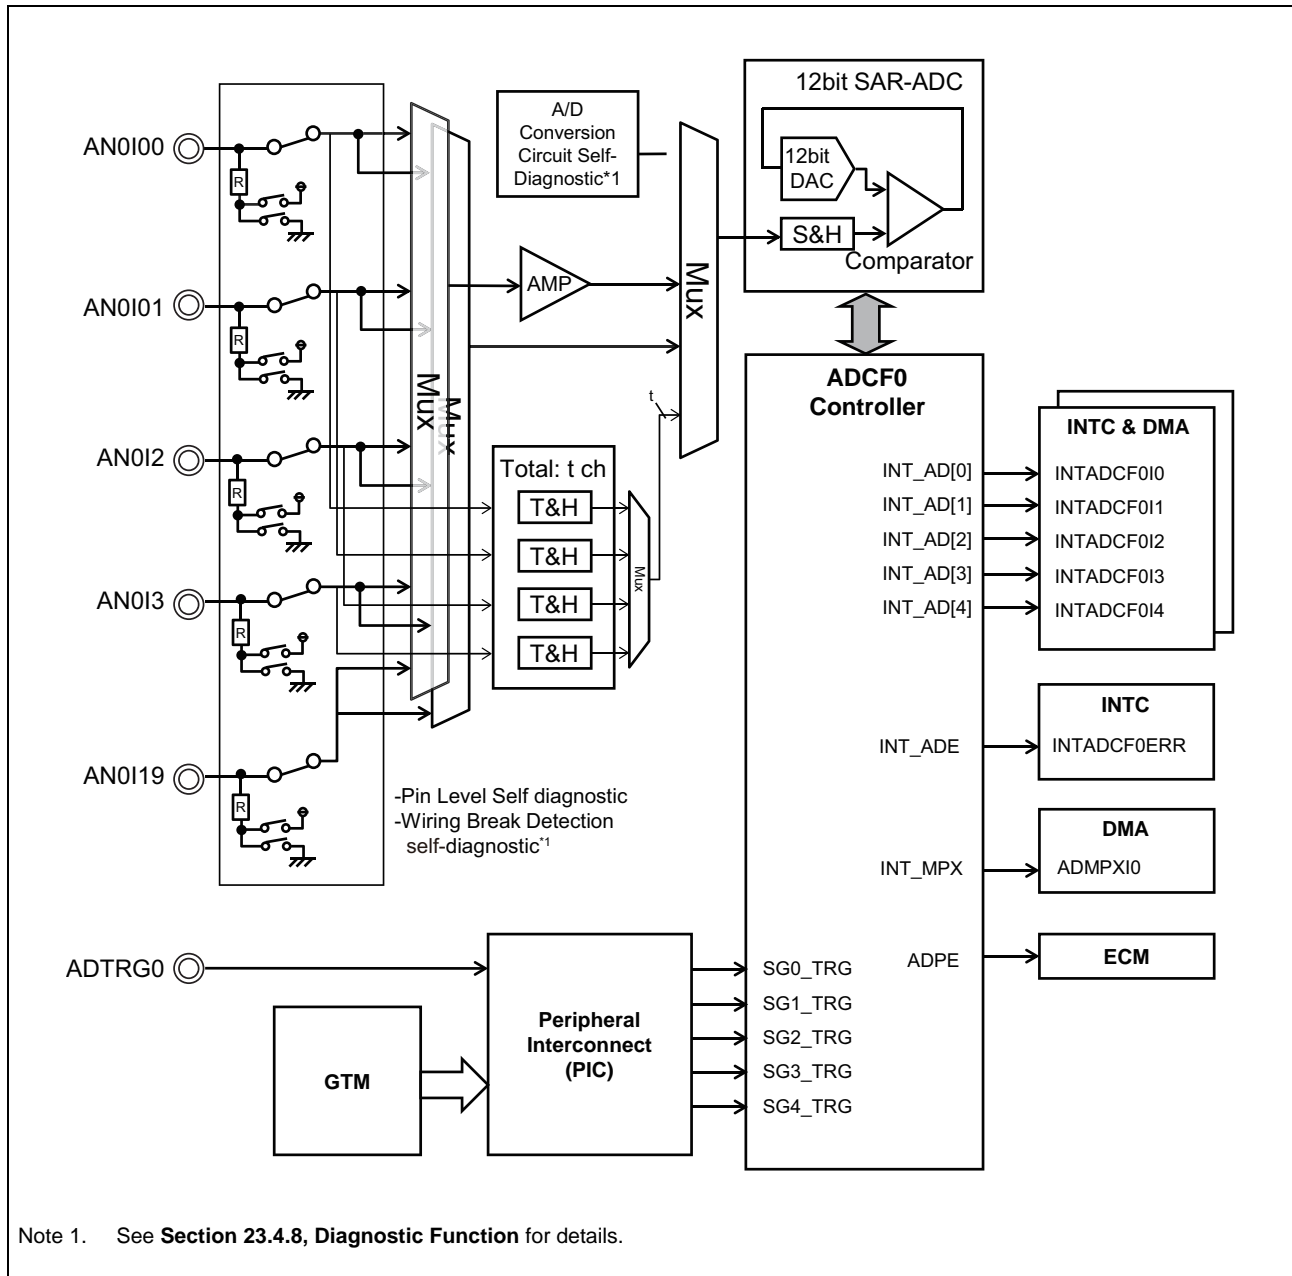 12bit SAR-ADC
A/D
Conversion
Circuit Self-
Diagnostic*1
12bit
DAC
S&H
Comparator
AN0I00
R
AN0I01
R
AN0I2
R
AN0I3
R
AN0I19
R
Mux
Mux
Mux
AMP
Mux
t
Total: t ch
T&H
T&H
T&H
T&H
Mux
-Pin Level Self diagnostic
-Wiring Break Detection
self-diagnostic*1
ADCF0
Controller
INT_AD[0]
INT_AD[1]
INT_AD[2]
INT_AD[3]
INT_AD[4]
INT_ADE
INT_MPX
ADPE
INTC & DMA
INTADCF0I0
INTADCF0I1
INTADCF0I2
INTADCF0I3
INTADCF0I4
INTC
INTADCF0ERR
DMA
ADMPXI0
ECM
ADTRG0
GTM
Peripheral
Interconnect
(PIC)
SG0_TRG
SG1_TRG
SG2_TRG
SG3_TRG
SG4_TRG
Note 1. See Section 23.4.8, Diagnostic Function for details.